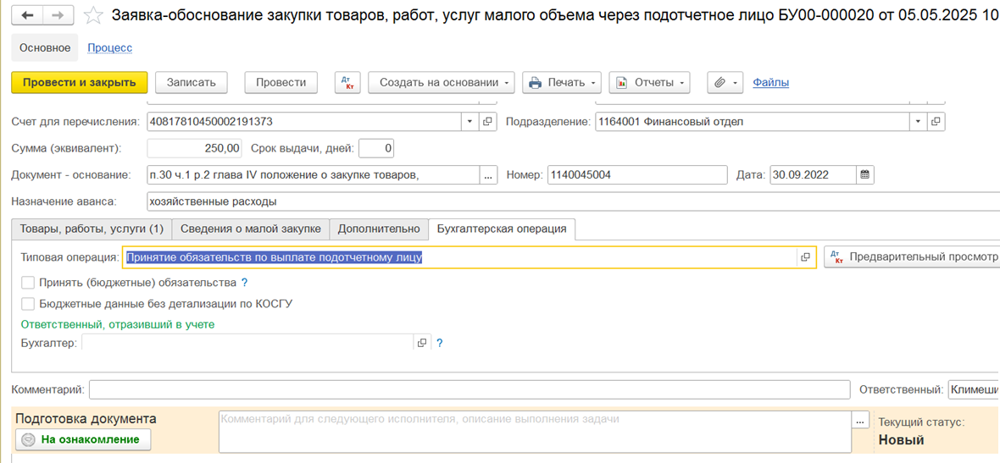 Заявка-обоснование закупки товаров, работ, услуг малого объема через подотчетное лицо БУ00-000020 от 05.05.2025 10
Основное Процесс
Провести и закрыть Записать Провести Дт Кт Создать на основании Печать Отчеты Файлы
Счет для перечисления: 40817810450002191373 Подразделение: 1164001 Финансовый отдел
Сумма (эквивалент): 250,00 Срок выдачи, дней: 0
Документ - основание: п.30 ч.1 р.2 глава IV положение о закупке товаров, ... Номер: 1140045004 Дата: 30.09.2022
Назначение аванса: хозяйственные расходы
Товары, работы, услуги (1) Сведения о малой закупке Дополнительно Бухгалтерская операция
Типовая операция: Принятие обязательств по выплате подотчетному лицу Дт Кт Предварительный просмотр
Принять (бюджетные) обязательства ?
Бюджетные данные без детализации по КОСГУ
Ответственный, отразивший в учете
Бухгалтер: ?
Комментарий: Ответственный: Климеши
Подготовка документа Комментарий для следующего исполнителя, описание выполнения задачи ... Текущий статус:
На ознакомление Новый